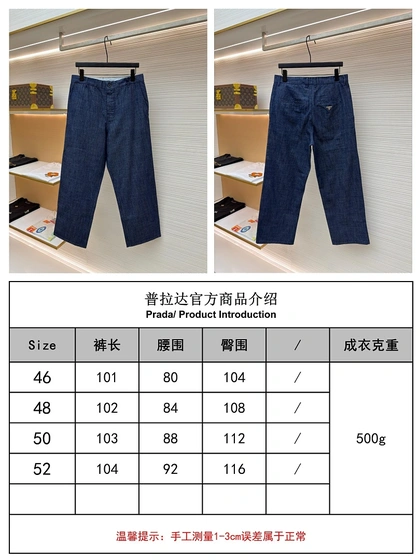 普拉达官方商品介绍
Prada/ Product Introduction
Size 裤长 腰围 臀围 / 成衣克重
46 101 80 104 /
48 102 84 108 /
50 103 88 112 / 500g
52 104 92 116 /
温馨提示：手工测量1-3cm误差属于正常